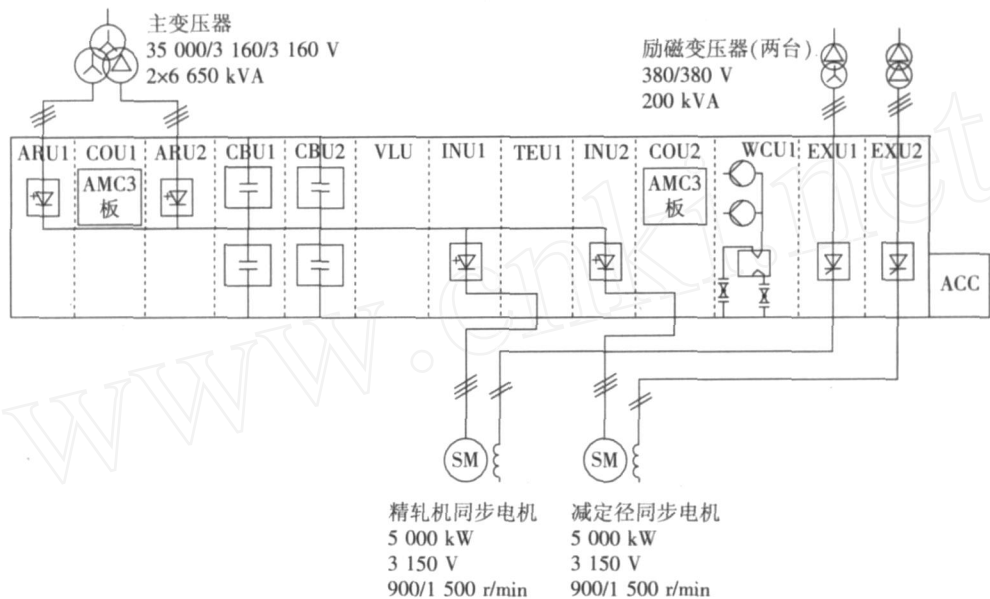 主变压器
35 000/3 160/3 160 V
2×6 650 kVA
励磁变压器(两台)
380/380 V
200 kVA
ARU1 COU1 ARU2 CBU1 CBU2 VLU INU1 TEU1 INU2 COU2 WCU1 EXU1 EXU2
AMC3
板
AMC3
板
ACC
SM
SM
精轧机同步电机
5 000 kW
3 150 V
900/1 500 r/min
减定径同步电机
5 000 kW
3 150 V
900/1 500 r/min
www.cnki.net